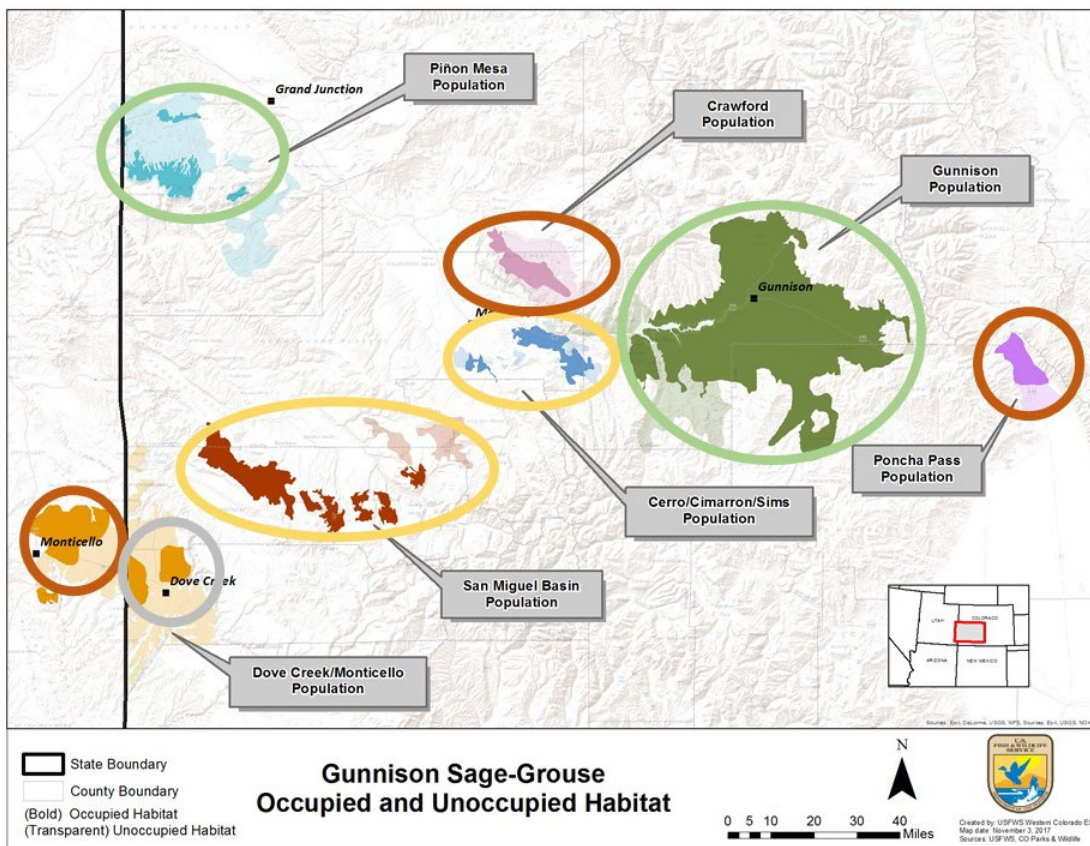 Grand Junction
Piñon Mesa
Population
Crawford
Population
Gunnison
Population
Gunnison
Poncha Pass
Population
Cerro/Cimarron/Sims
Population
San Miguel Basin
Population
Monticello
Dove Creek
Dove Creek/Monticello
Population
UTAH
COLORADO
ARIZONA
NEW MEXICO
State Boundary
County Boundary
(Bold) Occupied Habitat
(Transparent) Unoccupied Habitat
Gunnison Sage-Grouse
Occupied and Unoccupied Habitat
N
0 5 10 20 30 40
Miles
U.S.
FISH & WILDLIFE
SERVICE
Created by: USFWS Western Colorado
Map date: November 3, 2017
Sources: USFWS, CO Parks & Wildlife